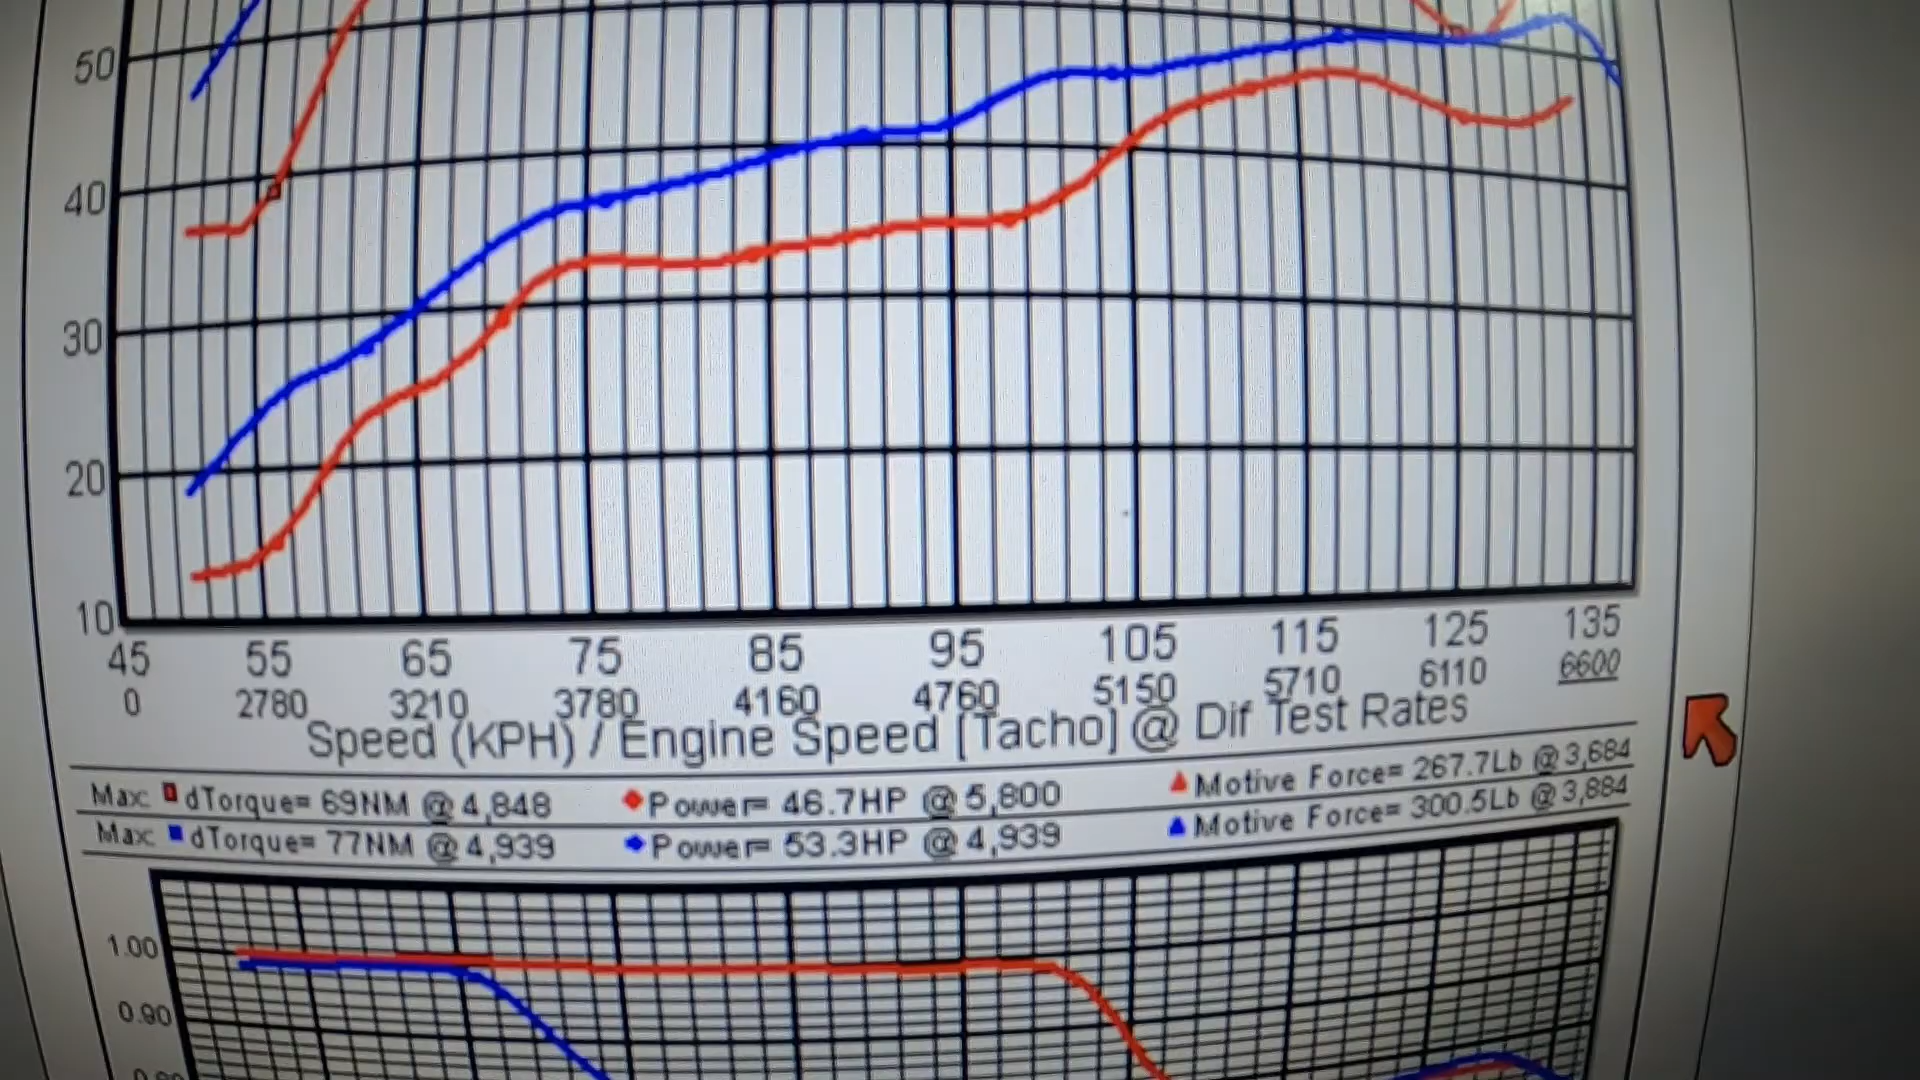 50
40
30
20
10
45 55 65 75 85 95 105 115 125 135
0 2780 3210 3780 4160 4760 5150 5710 6110 6600
Speed (KPH) / Engine Speed [Tacho] @ Dif Test Rates
Max: dTorque= 69NM @ 4,848 Power= 46.7HP @ 5,800 Motive Force= 267.7Lb @ 3,684
Max: dTorque= 77NM @ 4,939 Power= 53.3HP @ 4,939 Motive Force= 300.5Lb @ 3,884
1.00
0.90